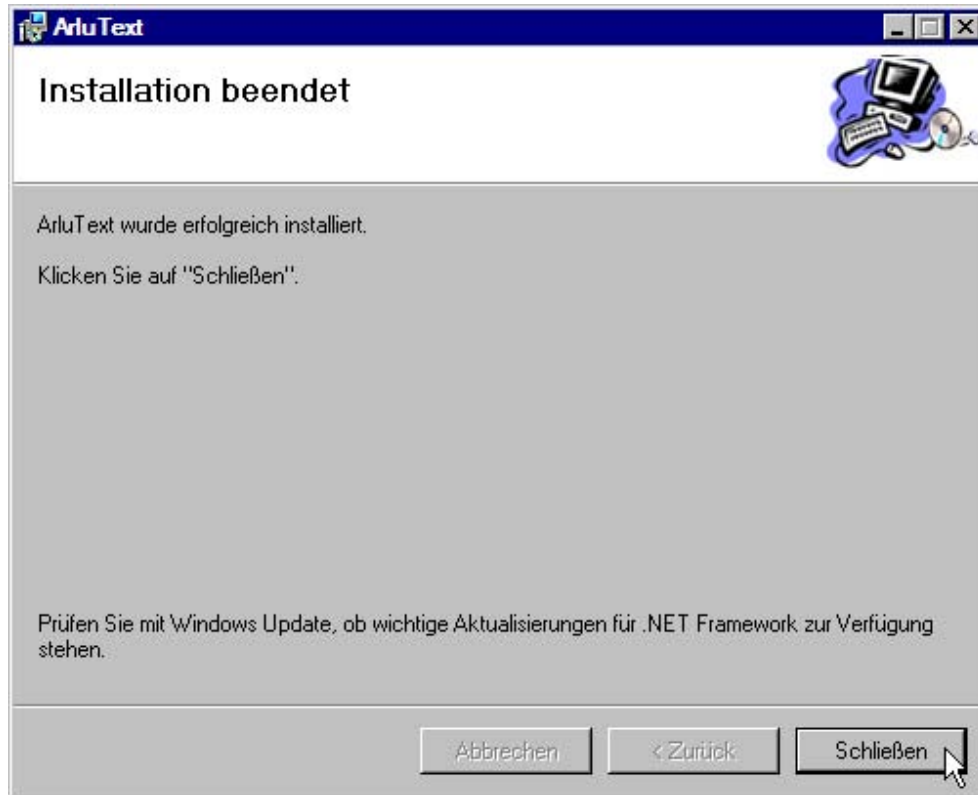 ArluText
Installation beendet
ArluText wurde erfolgreich installiert.
Klicken Sie auf "Schließen".
Prüfen Sie mit Windows Update, ob wichtige Aktualisierungen für .NET Framework zur Verfügung
stehen.
Abbrechen
< Zurück
Schließen